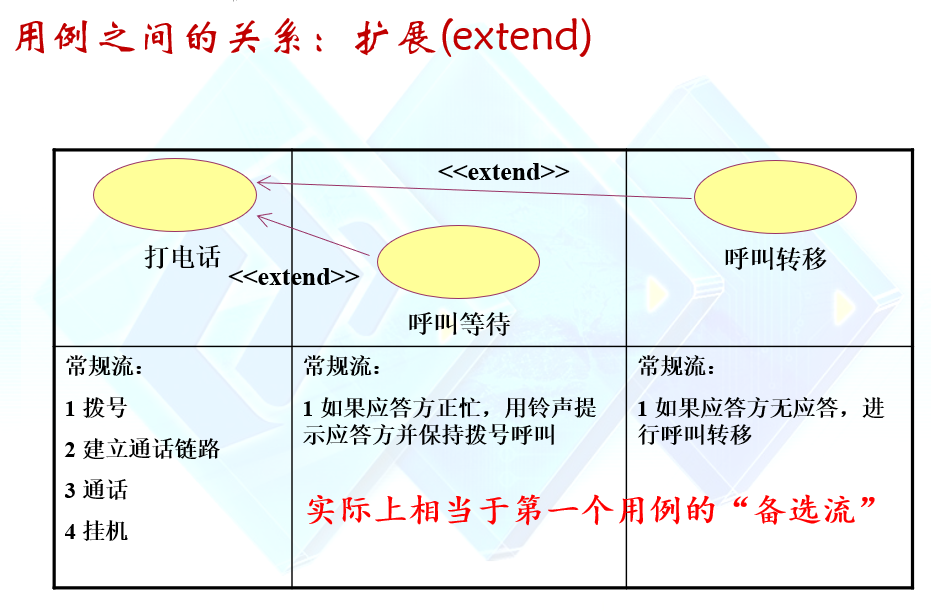 用例之间的关系：扩展(extend)
<<extend>>
打电话
<<extend>>
呼叫等待
呼叫转移
常规流：
1 拨号
2 建立通话链路
3 通话
4 挂机
常规流：
1 如果应答方正忙，用铃声提
示应答方并保持拨号呼叫
常规流：
1 如果应答方无应答，进
行呼叫转移
实际上相当于第一个用例的“备选流”